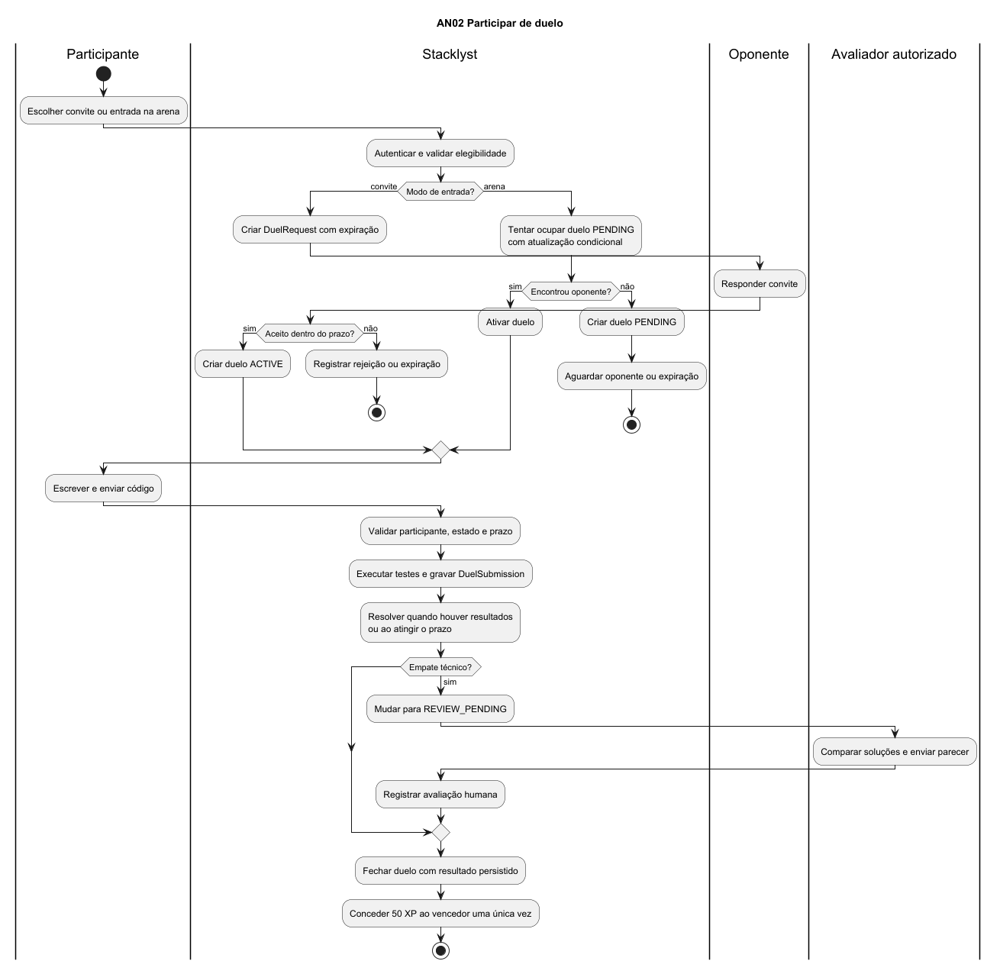 AN02 Participar de duelo
Participante
Stacklyst
Oponente
Avaliador autorizado
Escolher convite ou entrada na arena
Autenticar e validar elegibilidade
convite
Modo de entrada?
arena
Criar DuelRequest com expiração
Tentar ocupar duelo PENDING
com atualização condicional
Responder convite
sim
Encontrou oponente?
não
Ativar duelo
Criar duelo PENDING
sim
Aceito dentro do prazo?
não
Criar duelo ACTIVE
Registrar rejeição ou expiração
Aguardar oponente ou expiração
Escrever e enviar código
Validar participante, estado e prazo
Executar testes e gravar DuelSubmission
Resolver quando houver resultados
ou ao atingir o prazo
Empate técnico?
sim
Mudar para REVIEW_PENDING
Comparar soluções e enviar parecer
Registrar avaliação humana
Fechar duelo com resultado persistido
Conceder 50 XP ao vencedor uma única vez